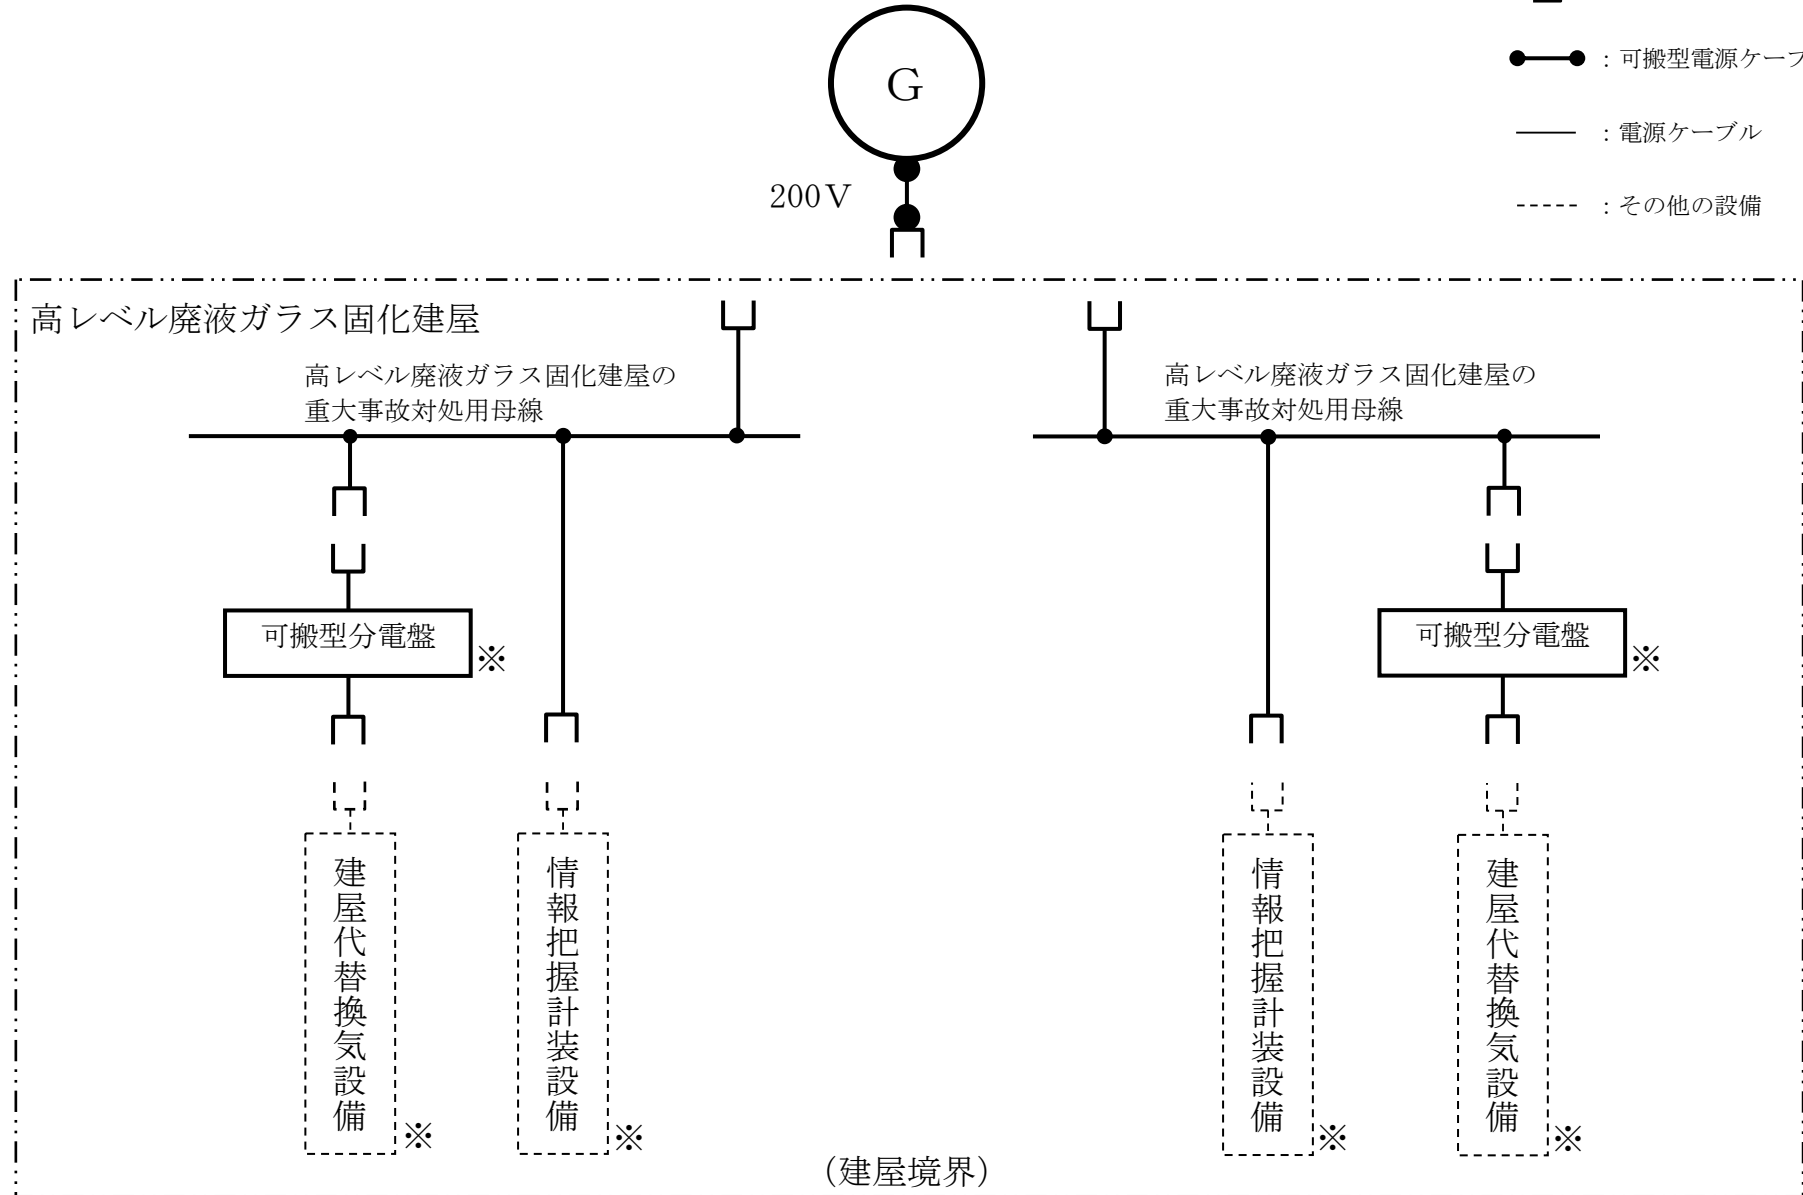 G
：可搬型電源ケーブ
：電源ケーブル
200V
：その他の設備
高レベル廃液ガラス固化建屋
高レベル廃液ガラス固化建屋の
重大事故対処用母線
高レベル廃液ガラス固化建屋の
重大事故対処用母線
可搬型分電盤
※
可搬型分電盤
※
建屋代替換気設備
※
情報把握計装設備
※
情報把握計装設備
※
建屋代替換気設備
※
（建屋境界）